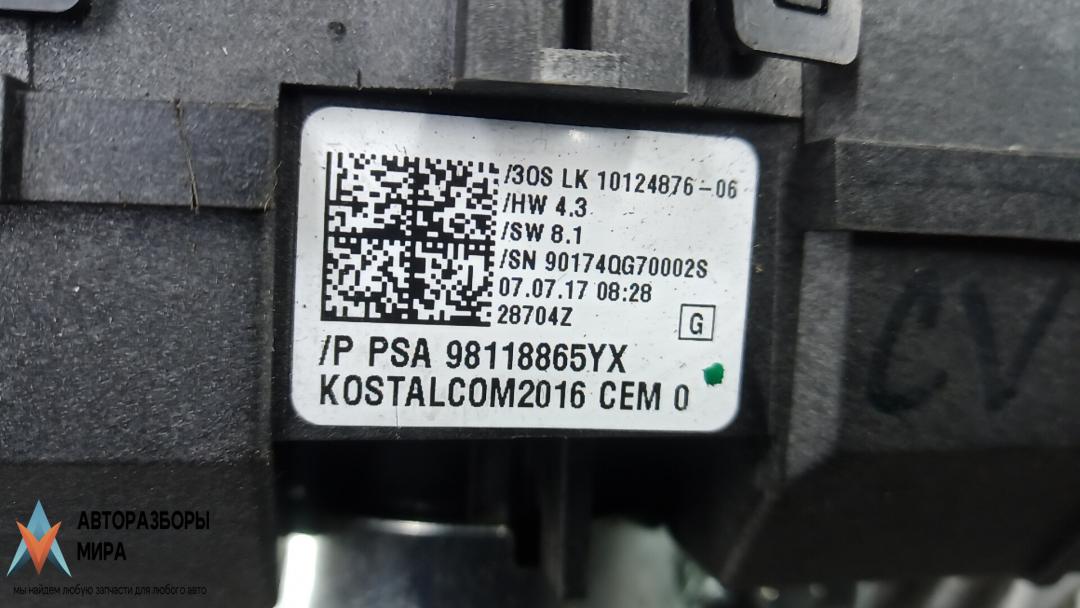 /3OS LK 10124876-06
/HW 4.3
/SW 8.1
/SN 90174QG70002S
07.07.17 08:28
28704Z
G
/P PSA 98118865YX
KOSTALCOM2016 CEM 0
CV
АВТОРАЗБОРЫ
МИРА
мы найдем любую запчасти для любого авто